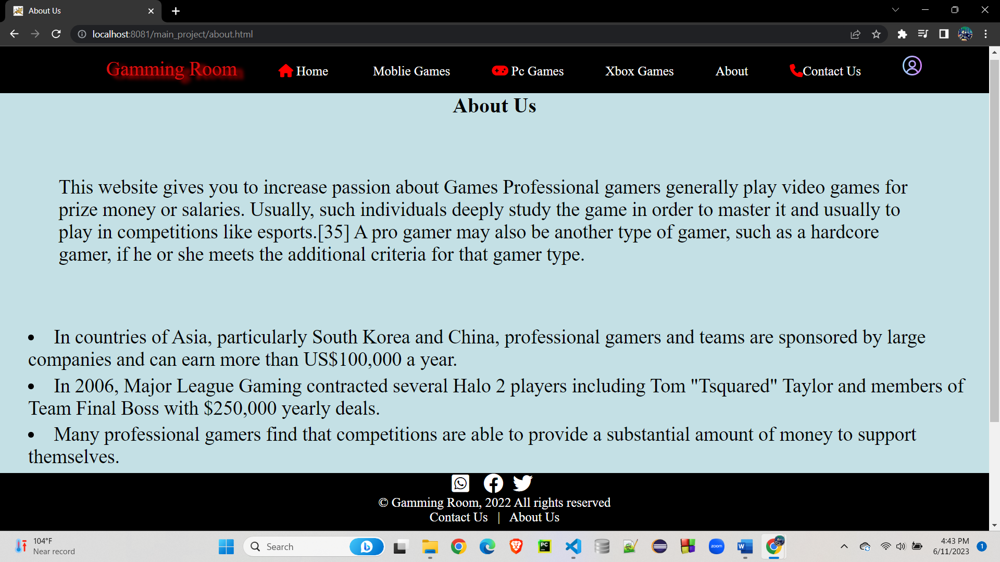 About Us
localhost:8081/main_project/about.html
Gamming Room
Home
Moblie Games
Pc Games
Xbox Games
About
Contact Us
About Us
This website gives you to increase passion about Games Professional gamers generally play video games for
prize money or salaries. Usually, such individuals deeply study the game in order to master it and usually to
play in competitions like esports.[35] A pro gamer may also be another type of gamer, such as a hardcore
gamer, if he or she meets the additional criteria for that gamer type.
• In countries of Asia, particularly South Korea and China, professional gamers and teams are sponsored by large
companies and can earn more than US$100,000 a year.
• In 2006, Major League Gaming contracted several Halo 2 players including Tom "Tsquared" Taylor and members of
Team Final Boss with $250,000 yearly deals.
• Many professional gamers find that competitions are able to provide a substantial amount of money to support
themselves.
© Gamming Room, 2022 All rights reserved
Contact Us | About Us
104°F
Near record
Search
PC
zoom
W
4:43 PM
6/11/2023
1